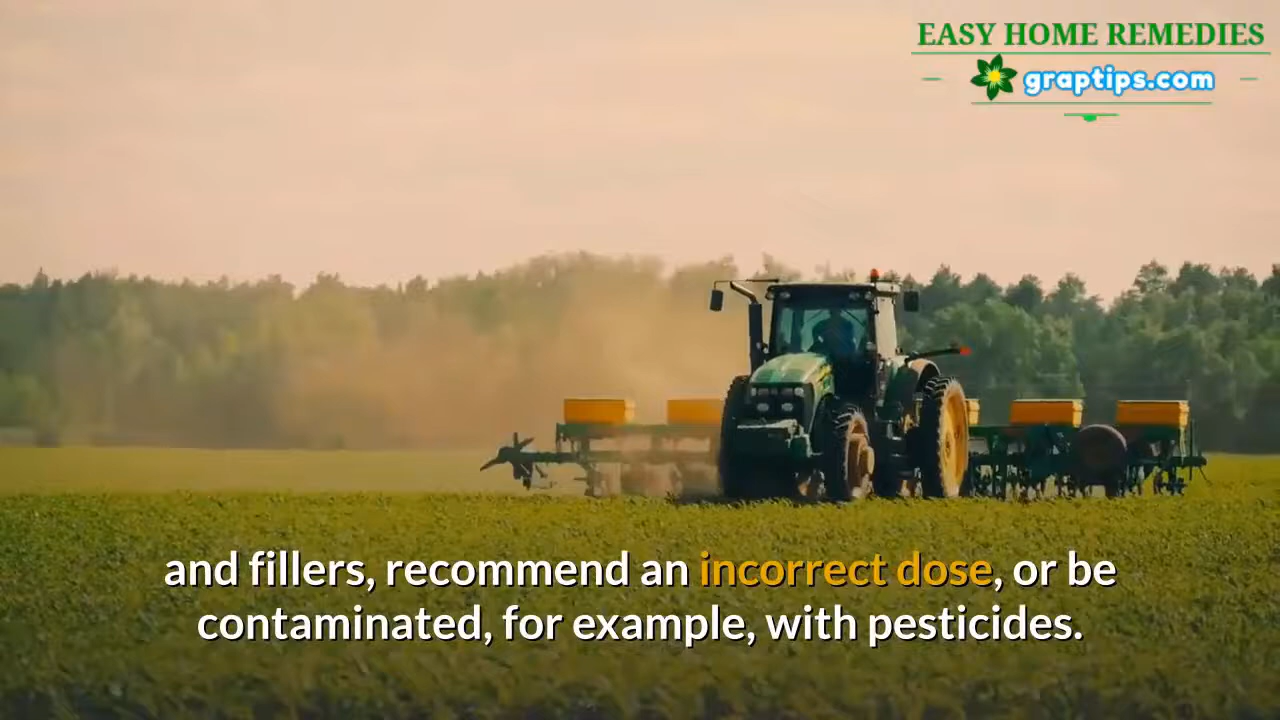 EASY HOME REMEDIES
graptips.com
and fillers, recommend an incorrect dose, or be
contaminated, for example, with pesticides.